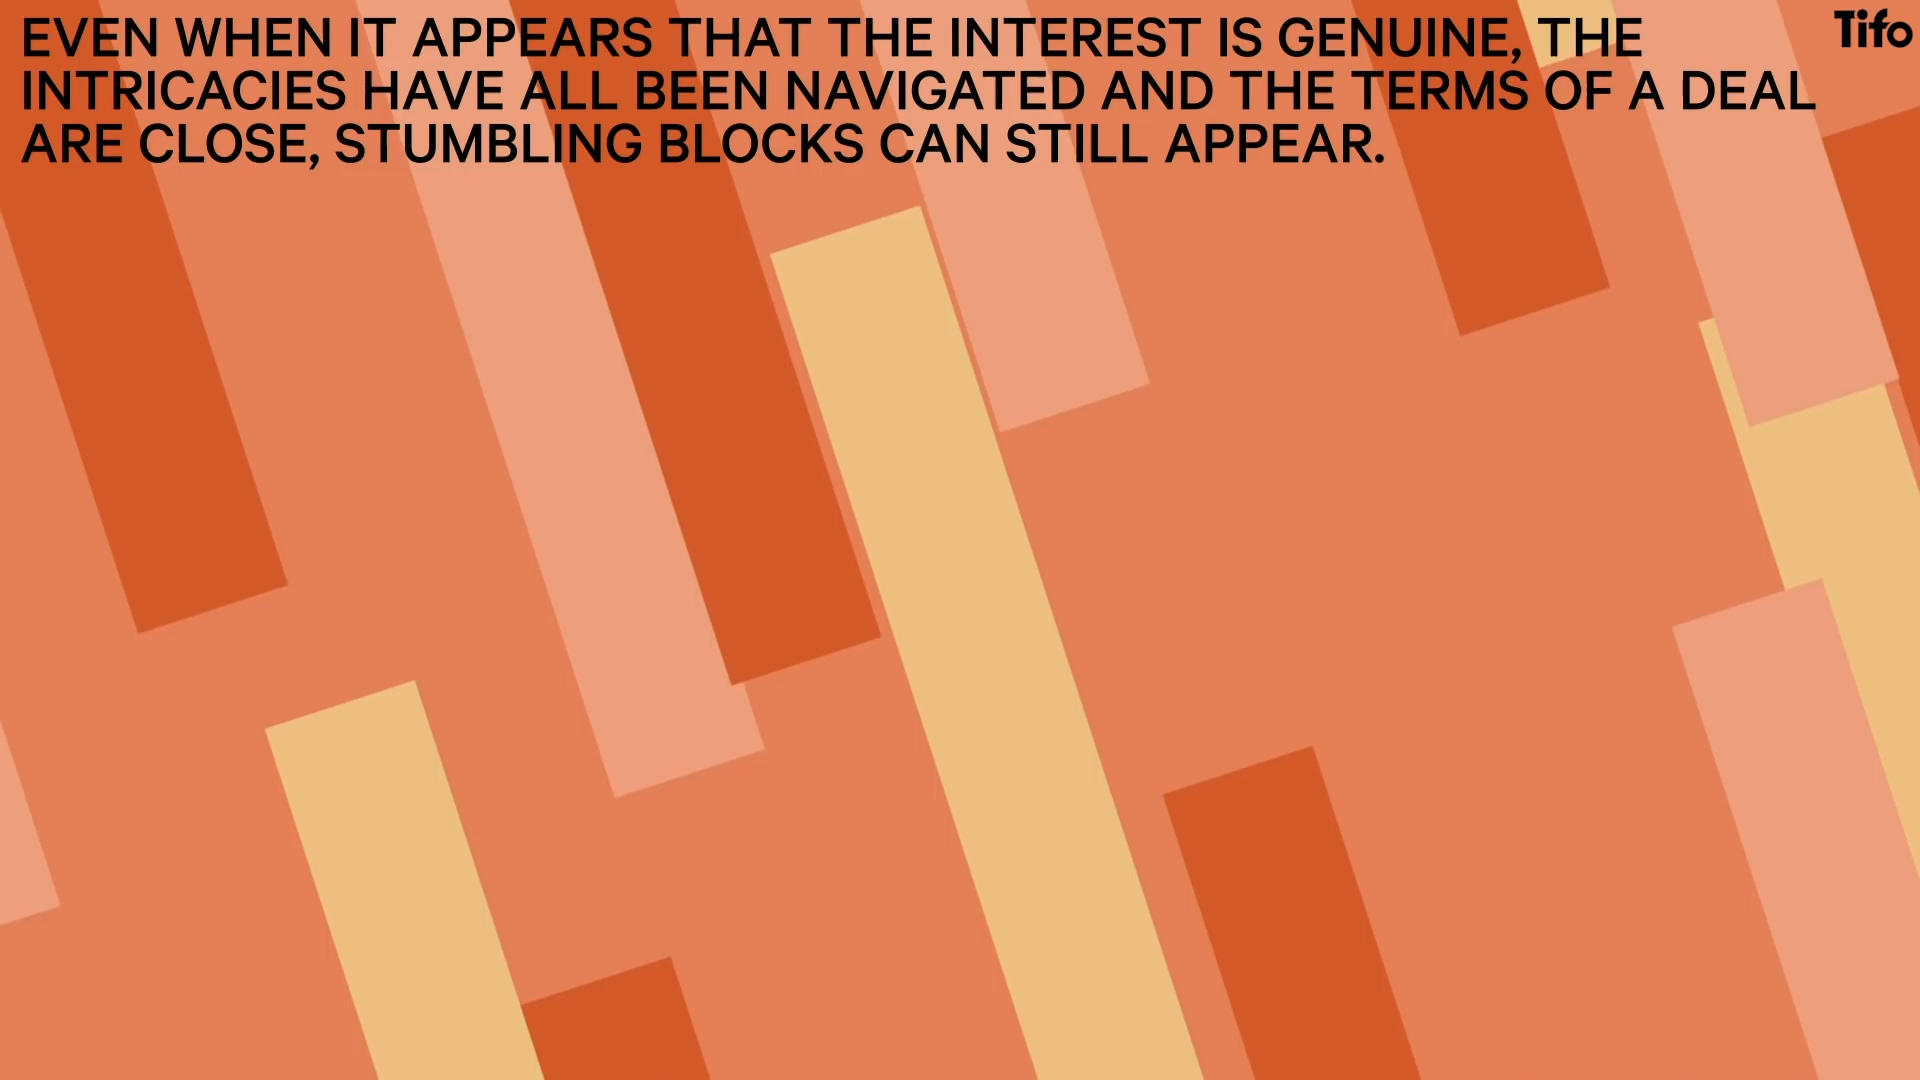 EVEN WHEN IT APPEARS THAT THE INTEREST IS GENUINE, THE
INTRICACIES HAVE ALL BEEN NAVIGATED AND THE TERMS OF A DEAL
ARE CLOSE, STUMBLING BLOCKS CAN STILL APPEAR.
Tifo